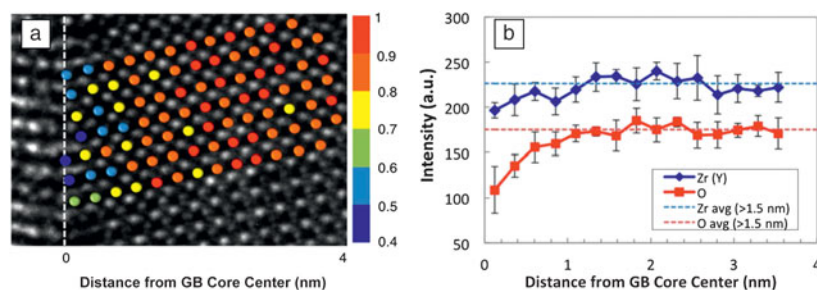 a
1
0.9
0.8
0.7
0.6
0.5
0.4
0
4
Distance from GB Core Center (nm)
b
Intensity (a.u.)
300
250
200
150
100
50
Zr (Y)
O
Zr avg (>1.5 nm)
O avg (>1.5 nm)
0
1
2
3
4
Distance from GB Core Center (nm)